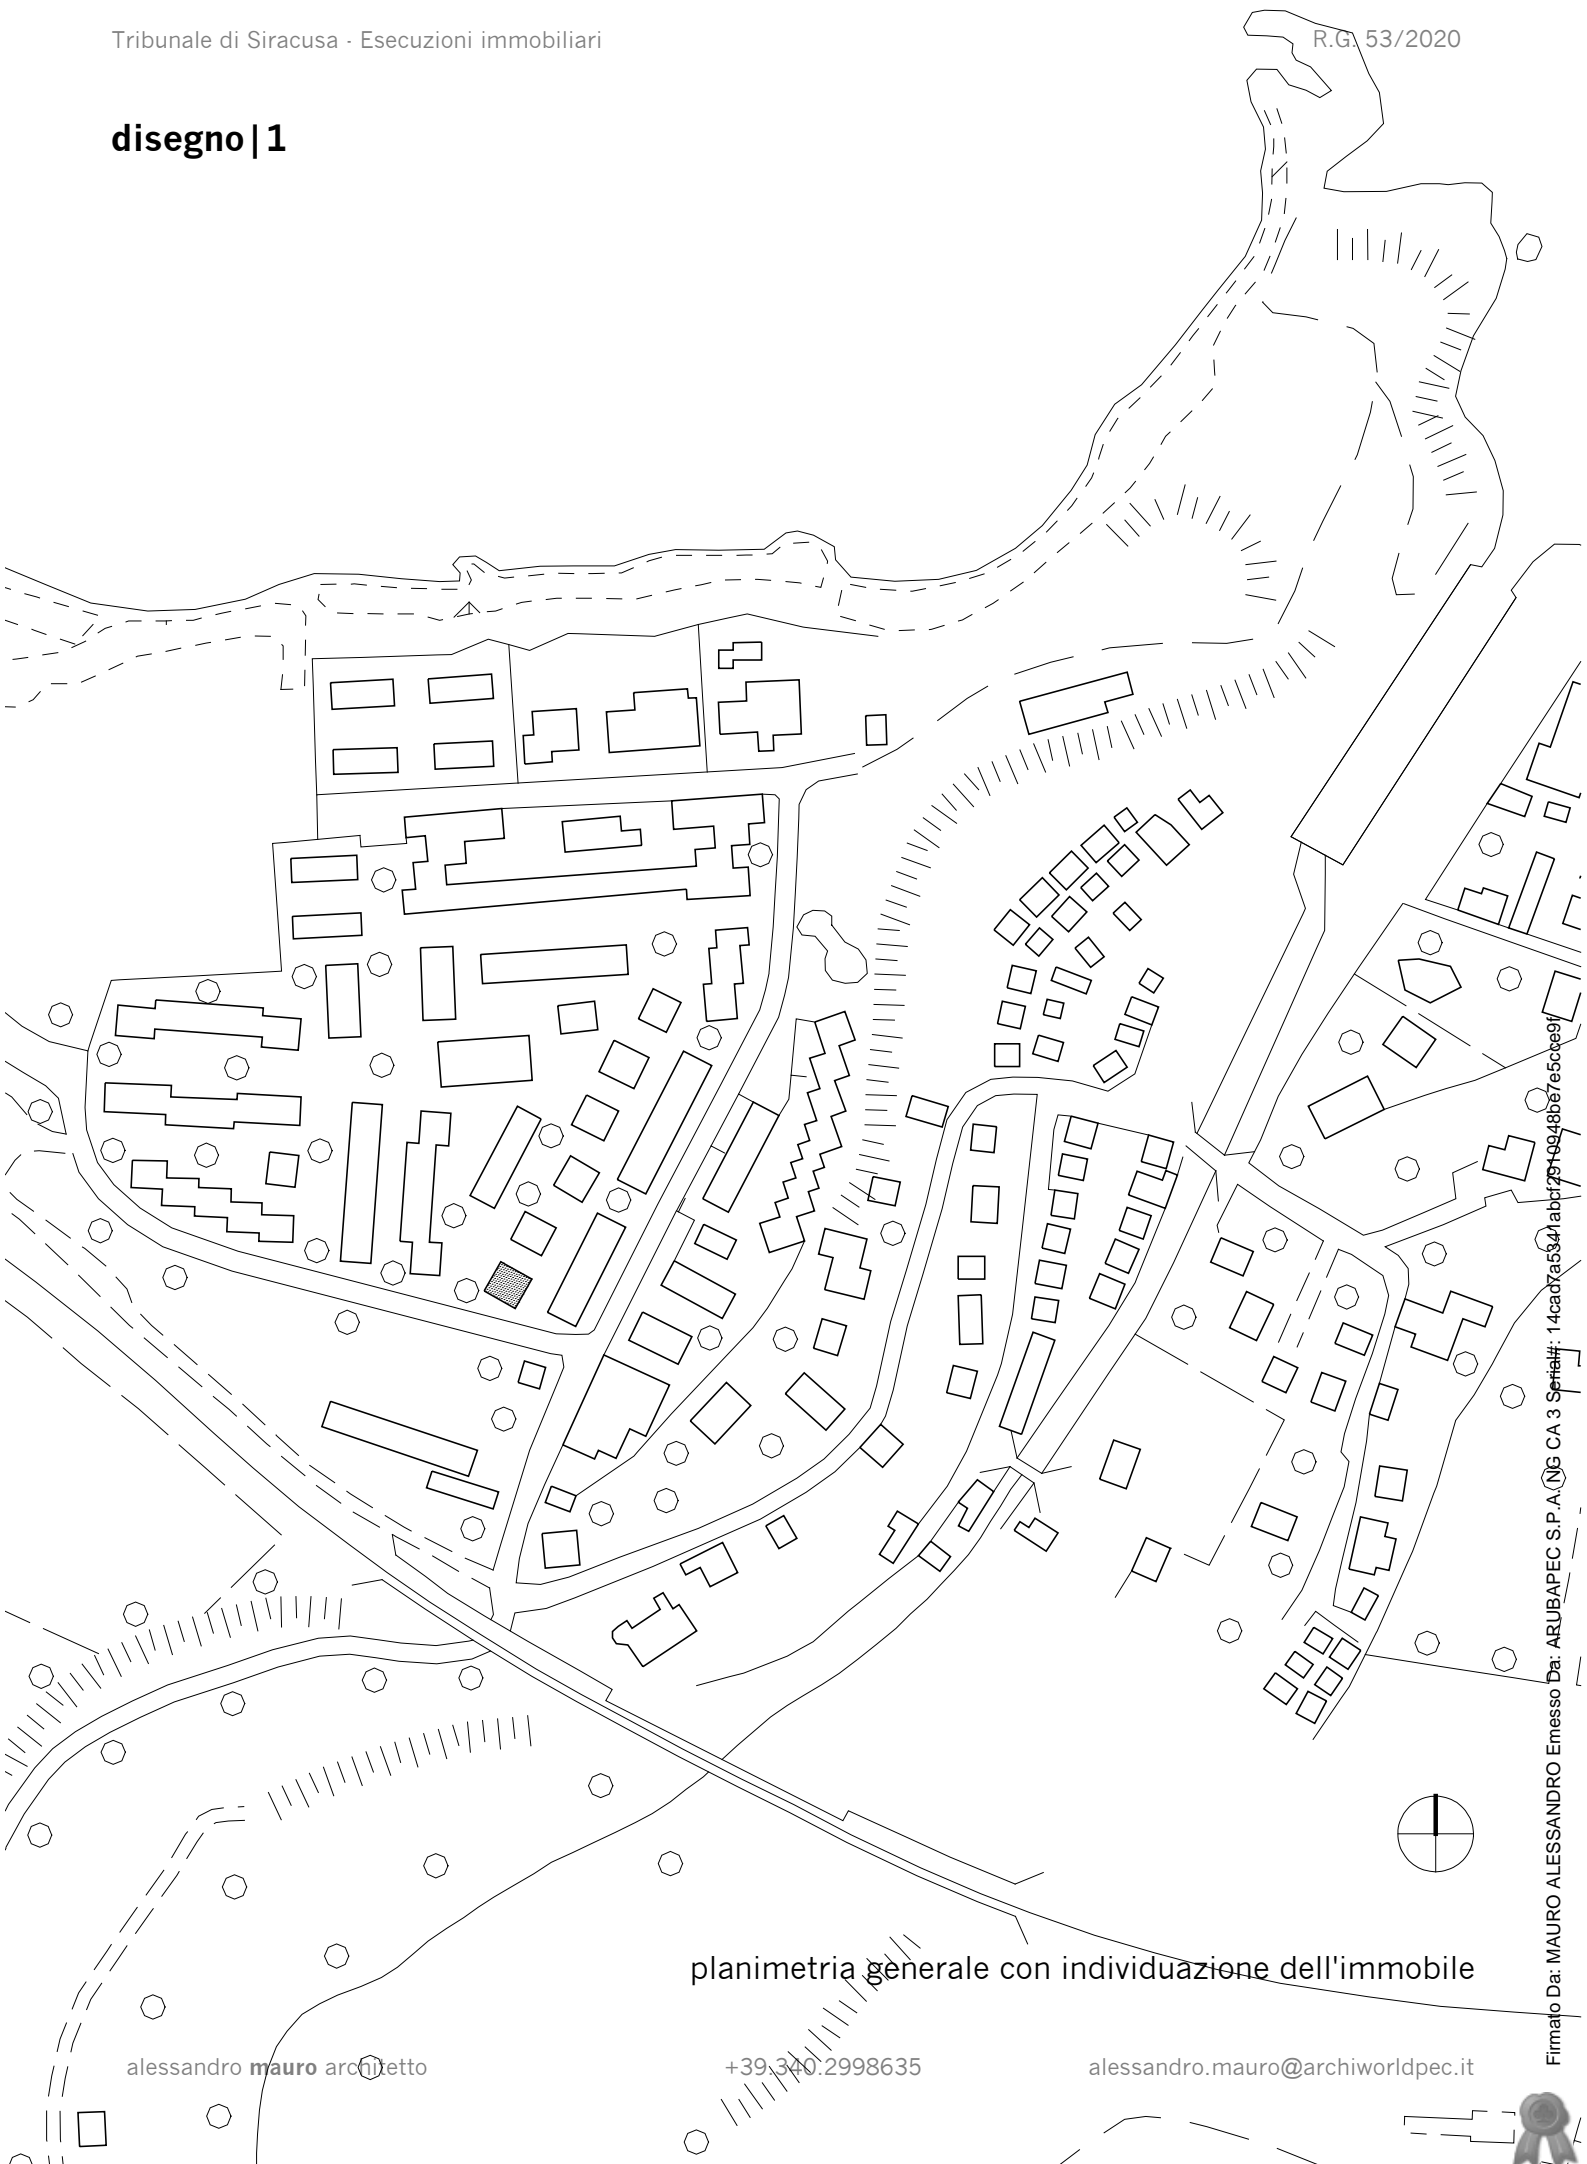 Tribunale di Siracusa - Esecuzioni immobiliari
R.G. 53/2020
disegno|1
planimetria generale con individuazione dell'immobile
alessandro mauro architetto
+39.340.2998635
alessandro.mauro@archiworldpec.it
Firmato Da: MAURO ALESSANDRO Emesso Da: ARUBAPEC S.P.A. NG CA 3 Serial#: